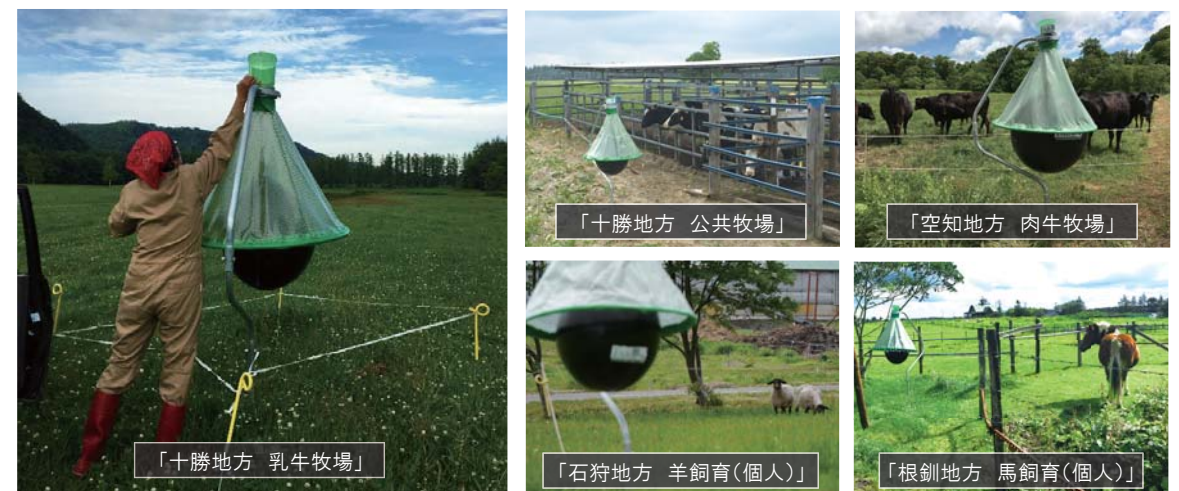 「十勝地方　乳牛牧場」
「十勝地方　公共牧場」
「空知地方　肉牛牧場」
「石狩地方　羊飼育(個人)」
「根釧地方　馬飼育(個人)」